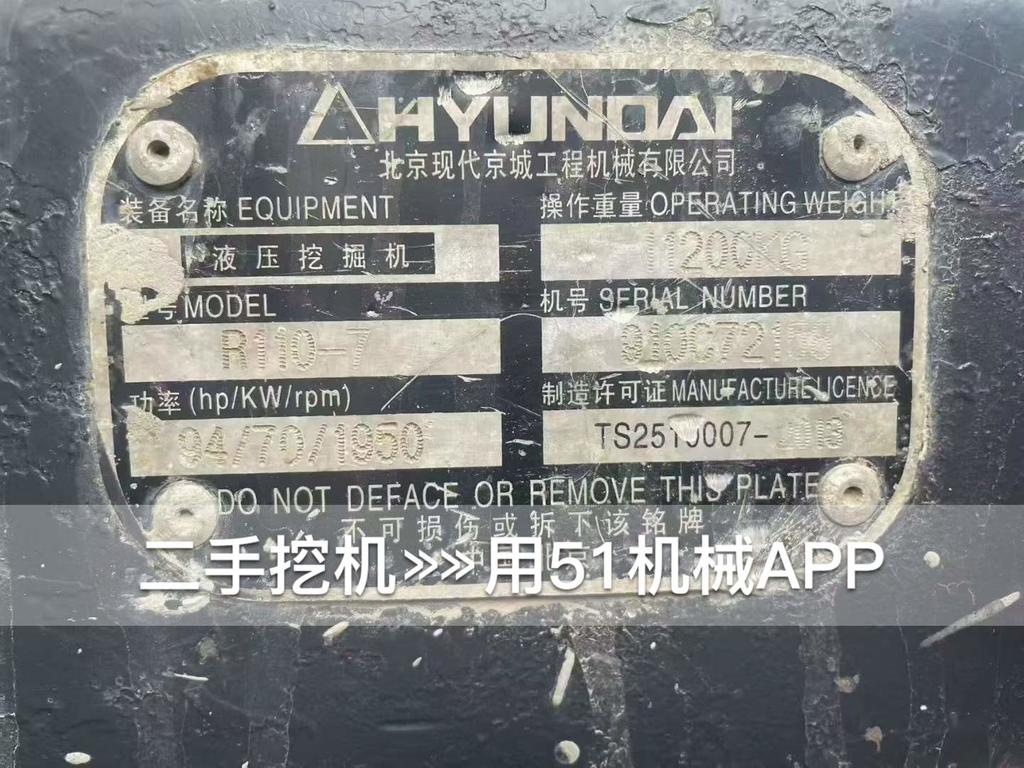 HYUNDAI
北京现代京城工程机械有限公司
装备名称 EQUIPMENT
操作重量 OPERATING WEIGHT
液压挖掘机
11200KG
号 MODEL
机号 SERIAL NUMBER
R110-7
功率 (hp/KW/rpm)
制造许可证 MANUFACTURE LICENCE
94/70/1950
DO NOT DEFACE OR REMOVE THIS PLATE
不可损伤或拆下该铭牌
二手挖机»»用51机械APP